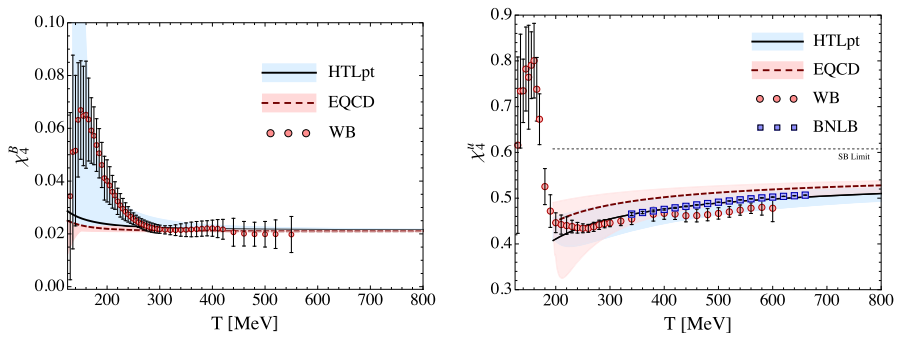 0.10
0.08
0.06
0.04
0.02
0.00
χ₄ᴮ
HTLpt
EQCD
WB
200 300 400 500 600 700 800
T [MeV]
0.9
0.8
0.7
0.6
0.5
0.4
0.3
χ₄ᵘ
HTLpt
EQCD
WB
BNLB
SB Limit
200 300 400 500 600 700 800
T [MeV]